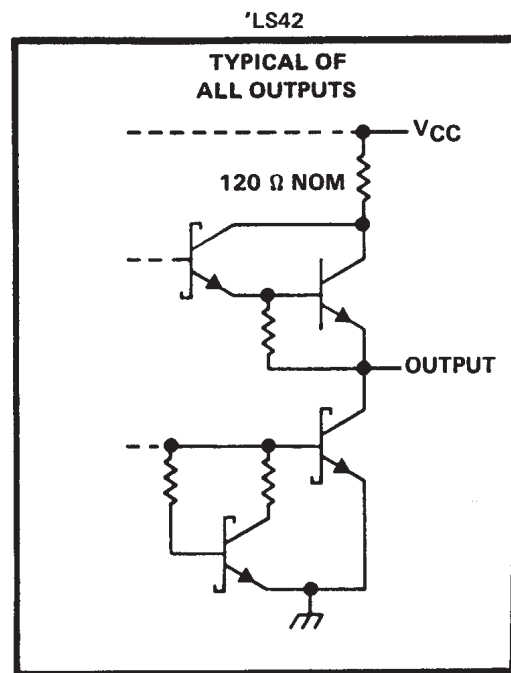 'LS42
TYPICAL OF
ALL OUTPUTS
VCC
120 Ω NOM
OUTPUT